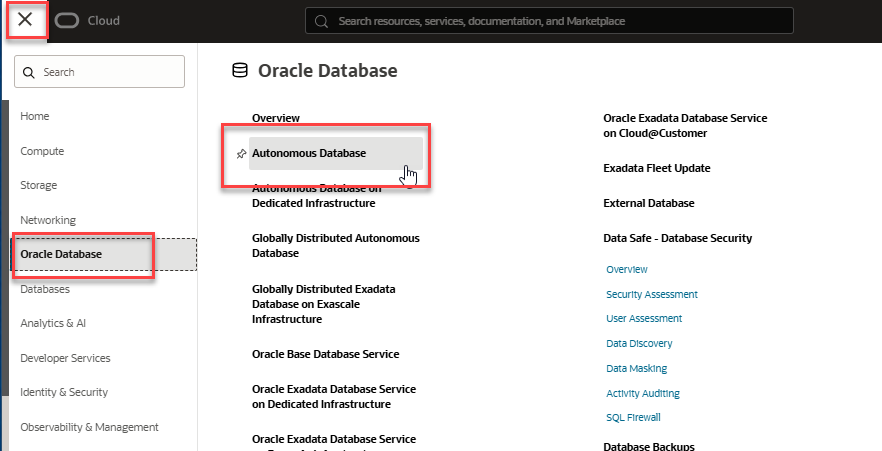 Cloud
Search resources, services, documentation, and Marketplace
Search
Home
Compute
Storage
Networking
Oracle Database
Databases
Analytics & AI
Developer Services
Identity & Security
Observability & Management
Oracle Database
Overview
Autonomous Database
Autonomous Database on
Dedicated Infrastructure
Globally Distributed Autonomous
Database
Globally Distributed Exadata
Database on Exascale
Infrastructure
Oracle Base Database Service
Oracle Exadata Database Service
on Dedicated Infrastructure
Oracle Exadata Database Service
Oracle Exadata Database Service
on Cloud@Customer
Exadata Fleet Update
External Database
Data Safe - Database Security
Overview
Security Assessment
User Assessment
Data Discovery
Data Masking
Activity Auditing
SQL Firewall
Database Backups